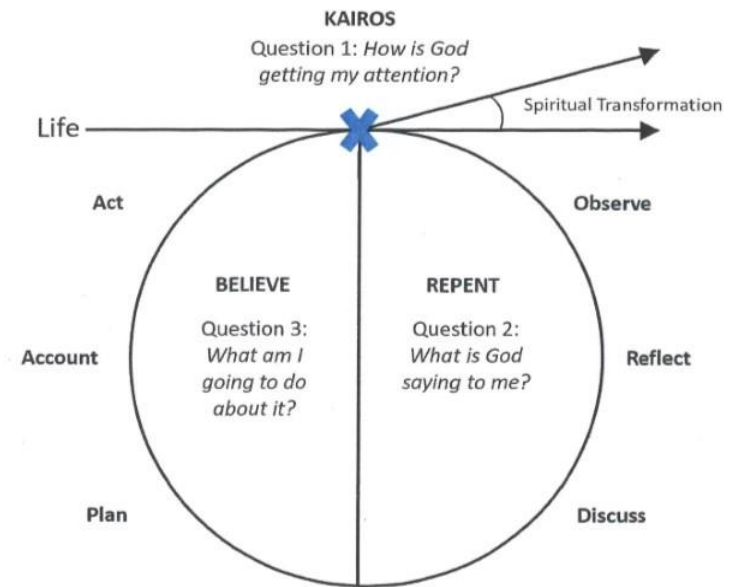 KAIROS
Question 1: How is God
getting my attention?
Spiritual Transformation
Life
Act
Observe
BELIEVE
REPENT
Question 3:
What am I
going to do
about it?
Question 2:
What is God
saying to me?
Account
Reflect
Plan
Discuss